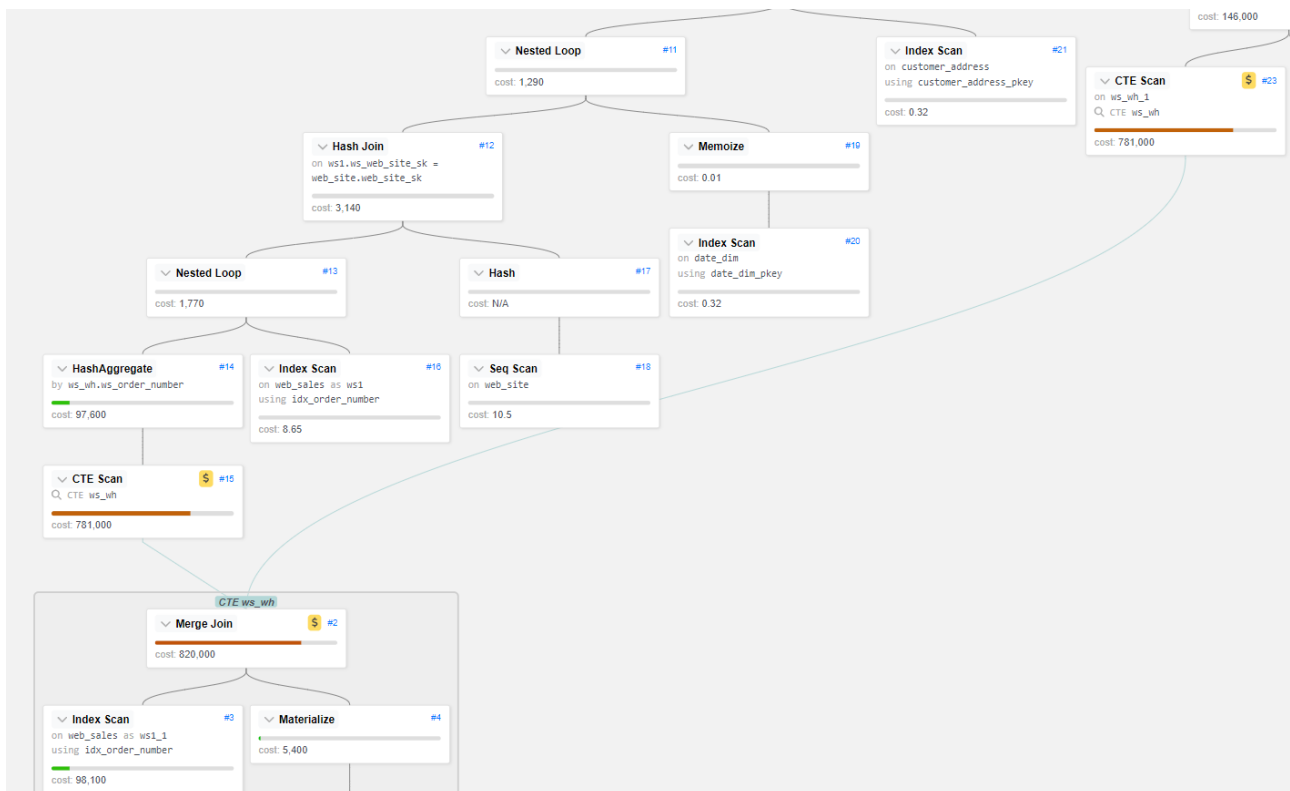 cost: 146,000
Nested Loop #11
cost: 1,290
Index Scan #21
on customer_address
using customer_address_pkey
cost: 0.32
CTE Scan $ #23
on ws_wh_1
CTE ws_wh
cost: 781,000
Hash Join #12
on ws1.ws_web_site_sk =
web_site.web_site_sk
cost: 3,140
Memoize #19
cost: 0.01
Index Scan #20
on date_dim
using date_dim_pkey
cost: 0.32
Nested Loop #13
cost: 1,770
Hash #17
cost: N/A
HashAggregate #14
by ws_wh.ws_order_number
cost: 97,600
Index Scan #16
on web_sales as ws1
using idx_order_number
cost: 8.65
Seq Scan #18
on web_site
cost: 10.5
CTE Scan $ #15
CTE ws_wh
cost: 781,000
CTE ws_wh
Merge Join $ #2
cost: 820,000
Index Scan #3
on web_sales as ws1_1
using idx_order_number
cost: 98,100
Materialize #4
cost: 5,400